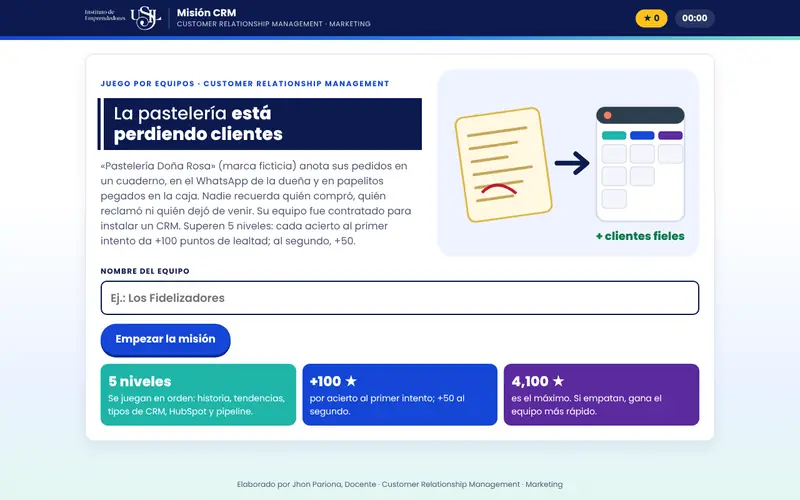 Instituto de
Emprendedores
USIL
Misión CRM
CUSTOMER RELATIONSHIP MANAGEMENT · MARKETING
★ 0
00:00
JUEGO POR EQUIPOS · CUSTOMER RELATIONSHIP MANAGEMENT
La pastelería está
perdiendo clientes
«Pastelería Doña Rosa» (marca ficticia) anota sus pedidos en
un cuaderno, en el WhatsApp de la dueña y en papelitos
pegados en la caja. Nadie recuerda quién compró, quién
reclamó ni quién dejó de venir. Su equipo fue contratado para
instalar un CRM. Superen 5 niveles: cada acierto al primer
intento da +100 puntos de lealtad; al segundo, +50.
+ clientes fieles
NOMBRE DEL EQUIPO
Ej.: Los Fidelizadores
Empezar la misión
5 niveles
Se juegan en orden: historia, tendencias,
tipos de CRM, HubSpot y pipeline.
+100 ★
por acierto al primer intento; +50 al
segundo.
4,100 ★
es el máximo. Si empatan, gana el
equipo más rápido.
Elaborado por Jhon Pariona, Docente · Customer Relationship Management · Marketing